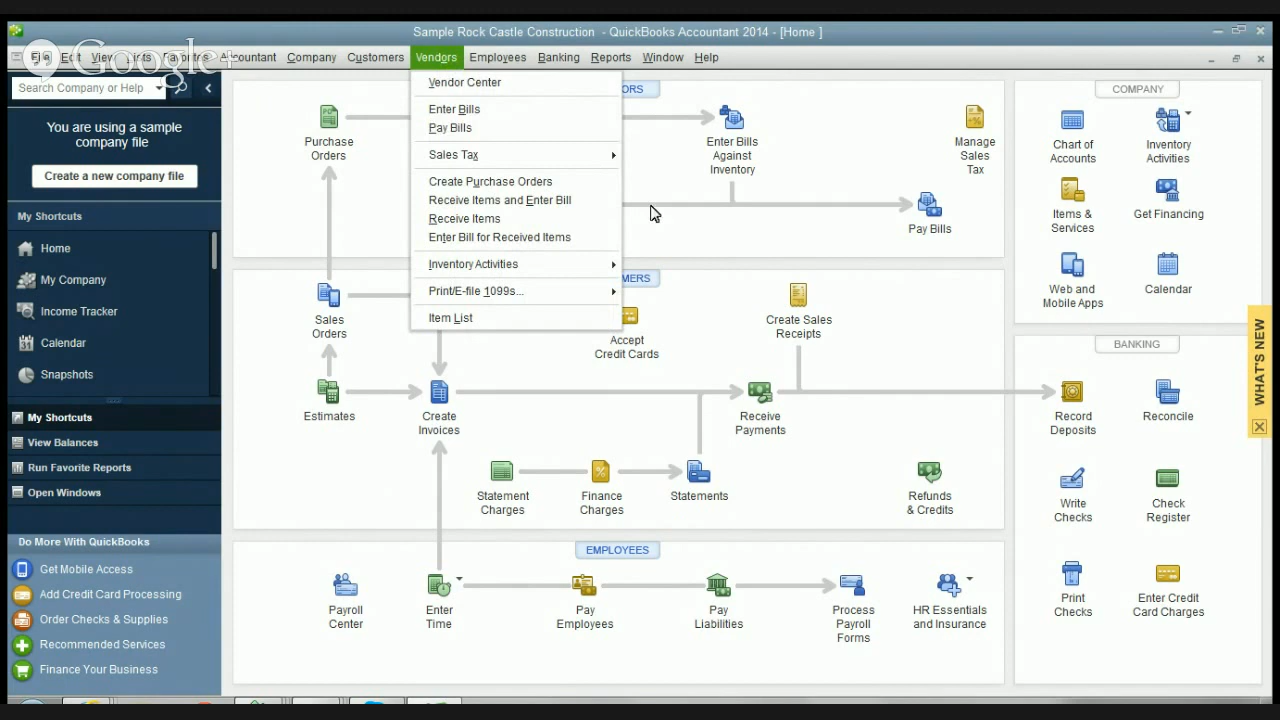 Sample Rock Castle Construction - QuickBooks Accountant 2014 - [Home ]
File Edit View Lists Favorites Accountant Company Customers Vendors Employees Banking Reports Window Help
Google+
Search Company or Help
You are using a sample
company file
Create a new company file
My Shortcuts
Home
My Company
Income Tracker
Calendar
Snapshots
My Shortcuts
View Balances
Run Favorite Reports
Open Windows
Do More With QuickBooks
Get Mobile Access
Add Credit Card Processing
Order Checks & Supplies
Recommended Services
Finance Your Business
Vendor Center
Enter Bills
Pay Bills
Sales Tax
Create Purchase Orders
Receive Items and Enter Bill
Receive Items
Enter Bill for Received Items
Inventory Activities
Print/E-file 1099s...
Item List
ORS
Purchase
Orders
Enter Bills
Against
Inventory
Manage
Sales
Tax
Pay Bills
MERS
Sales
Orders
Accept
Credit Cards
Create Sales
Receipts
Estimates
Create
Invoices
Receive
Payments
Statement
Charges
Finance
Charges
Statements
Refunds
& Credits
EMPLOYEES
Payroll
Center
Enter
Time
Pay
Employees
Pay
Liabilities
Process
Payroll
Forms
HR Essentials
and Insurance
COMPANY
Chart of
Accounts
Inventory
Activities
Items &
Services
Get Financing
Web and
Mobile Apps
Calendar
BANKING
Record
Deposits
Reconcile
Write
Checks
Check
Register
Print
Checks
Enter Credit
Card Charges
WHAT'S NEW